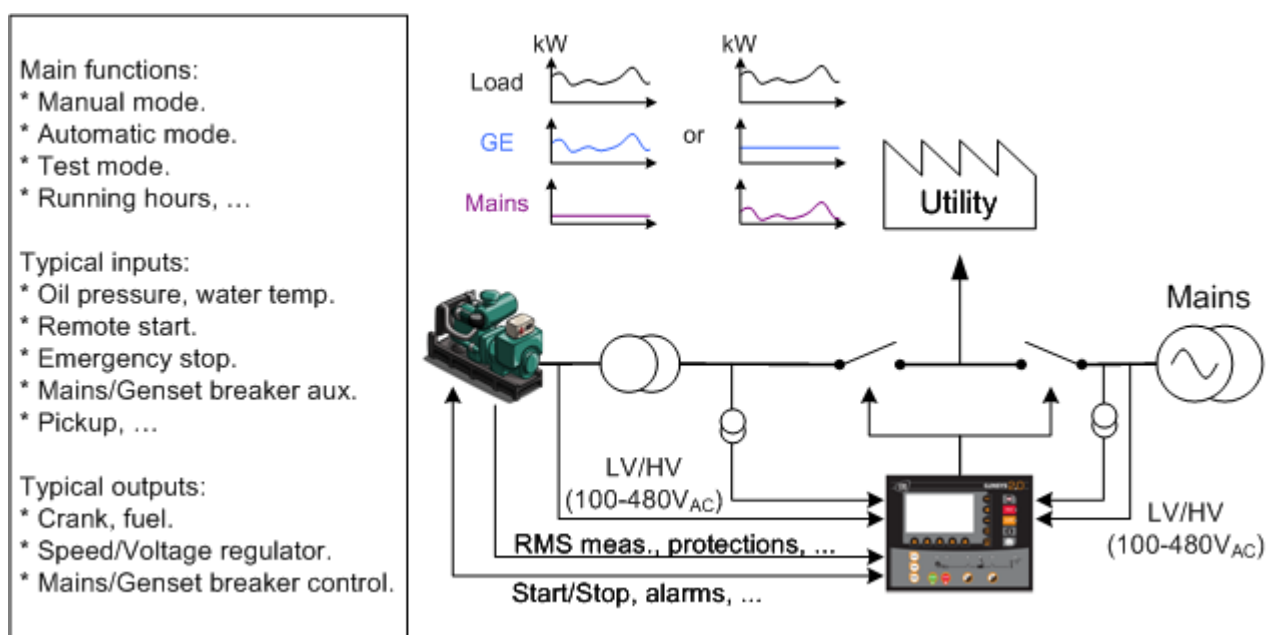 Main functions:
* Manual mode.
* Automatic mode.
* Test mode.
* Running hours, ...
Typical inputs:
* Oil pressure, water temp.
* Remote start.
* Emergency stop.
* Mains/Genset breaker aux.
* Pickup, ...
Typical outputs:
* Crank, fuel.
* Speed/Voltage regulator.
* Mains/Genset breaker control.
kW
kW
Load
GE
or
Mains
Utility
Mains
LV/HV
(100-480VAC)
LV/HV
(100-480VAC)
RMS meas., protections, ...
Start/Stop, alarms, ...